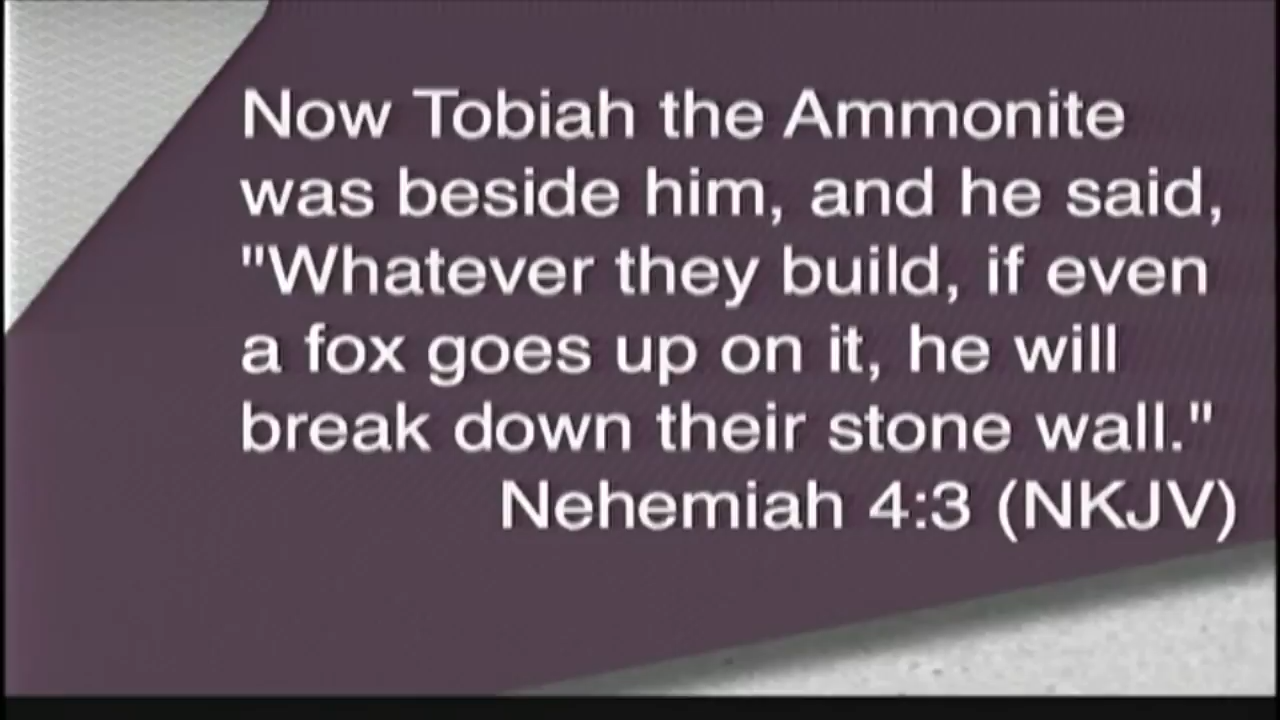 Now Tobiah the Ammonite
was beside him, and he said,
"Whatever they build, if even
a fox goes up on it, he will
break down their stone wall."
Nehemiah 4:3 (NKJV)